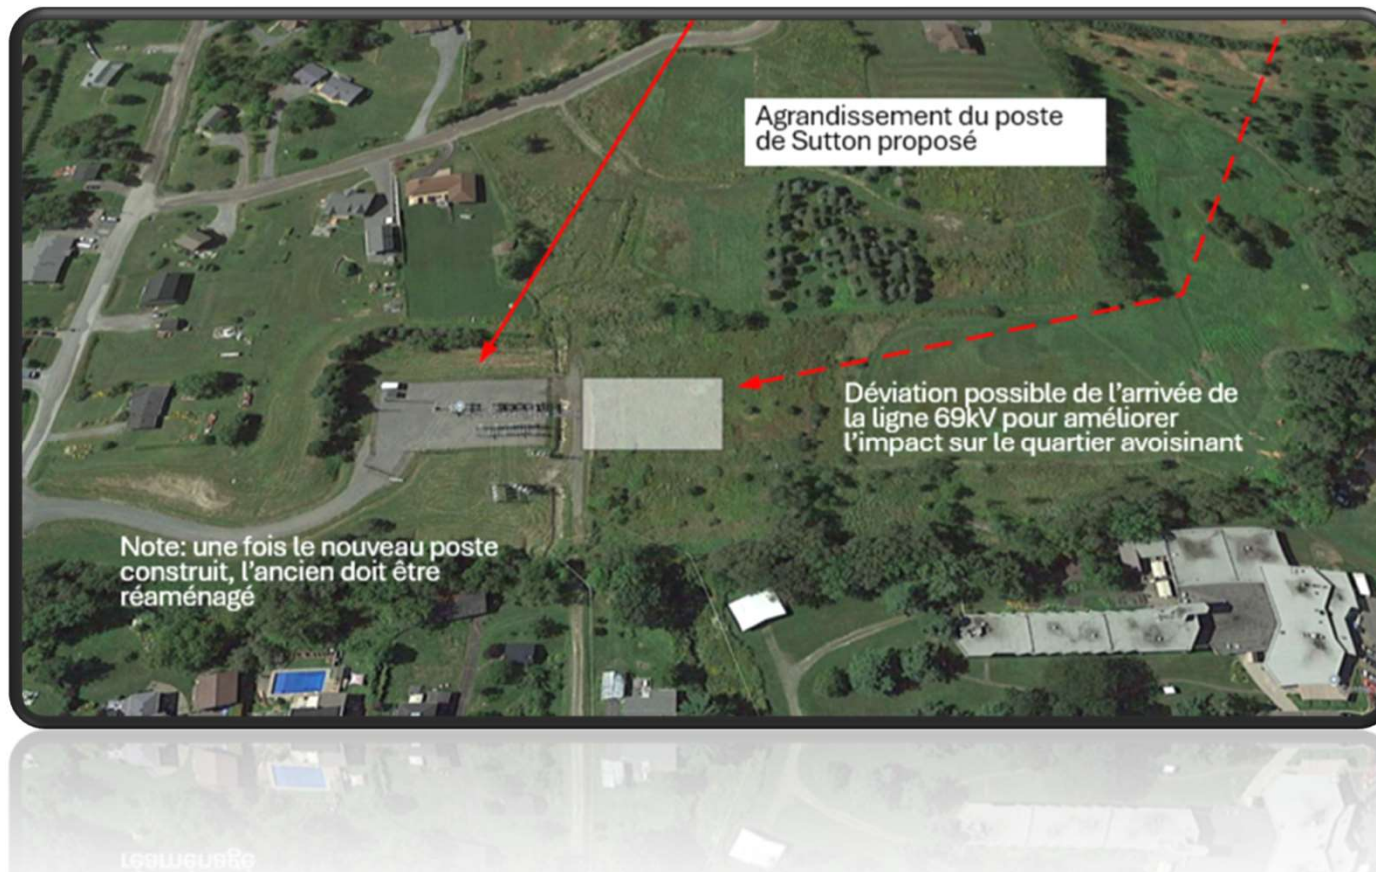 Agrandissement du poste
de Sutton proposé
Déviation possible de l'arrivée de
la ligne 69kV pour améliorer
l'impact sur le quartier avoisinant
Note: une fois le nouveau poste
construit, l'ancien doit être
réaménagé